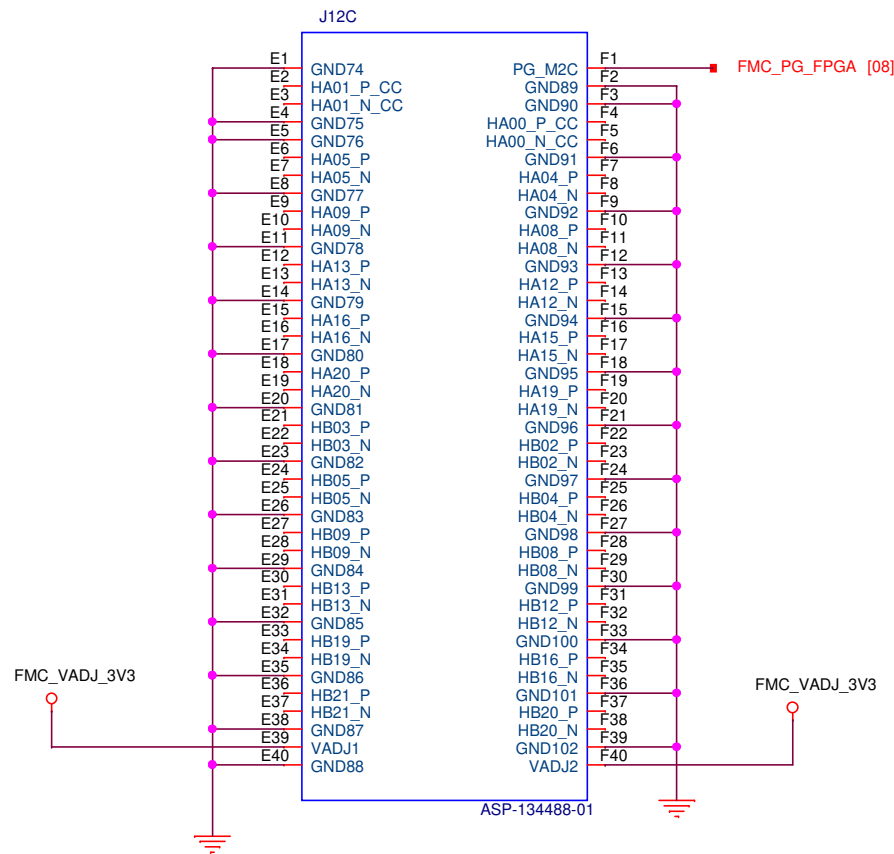 J12C
E1 GND74 PG_M2C F1 FMC_PG_FPGA [08]
E2 HA01_P_CC GND89 F2
E3 HA01_N_CC GND90 F3
E4 GND75 HA00_P_CC F4
E5 GND76 HA00_N_CC F5
E6 HA05_P GND91 F6
E7 HA05_N HA04_P F7
E8 GND77 HA04_N F8
E9 HA09_P GND92 F9
E10 HA09_N HA08_P F10
E11 GND78 HA08_N F11
E12 HA13_P GND93 F12
E13 HA13_N HA12_P F13
E14 GND79 HA12_N F14
E15 HA16_P GND94 F15
E16 HA16_N HA15_P F16
E17 GND80 HA15_N F17
E18 HA20_P GND95 F18
E19 HA20_N HA19_P F19
E20 GND81 HA19_N F20
E21 HB03_P GND96 F21
E22 HB03_N HB02_P F22
E23 GND82 HB02_N F23
E24 HB05_P GND97 F24
E25 HB05_N HB04_P F25
E26 GND83 HB04_N F26
E27 HB09_P GND98 F27
E28 HB09_N HB08_P F28
E29 GND84 HB08_N F29
E30 HB13_P GND99 F30
E31 HB13_N HB12_P F31
E32 GND85 HB12_N F32
E33 HB19_P GND100 F33
E34 HB19_N HB16_P F34
FMC_VADJ_3V3 E35 GND86 HB16_N F35 FMC_VADJ_3V3
E36 HB21_P GND101 F36
E37 HB21_N HB20_P F37
E38 GND87 HB20_N F38
E39 VADJ1 GND102 F39
E40 GND88 VADJ2 F40
ASP-134488-01